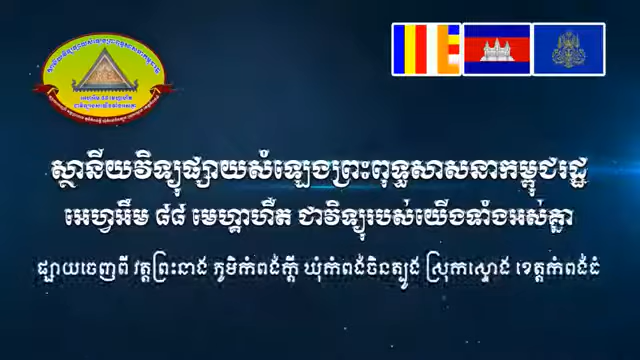 ស្ថានីយវិទ្យុផ្សាយសំឡេងព្រះពុទ្ធសាសនាកម្ពុជរដ្ឋ
អេហ្វអឹម ៨៨ មេហ្គាហឺត ជាវិទ្យុរបស់យើងទាំងអស់គ្នា
ផ្សាយចេញពី វត្តព្រះនាង ភូមិកំពង់ក្ដី ឃុំកំពង់ចិនត្បូង ស្រុកស្ទោង ខេត្តកំពង់ធំ